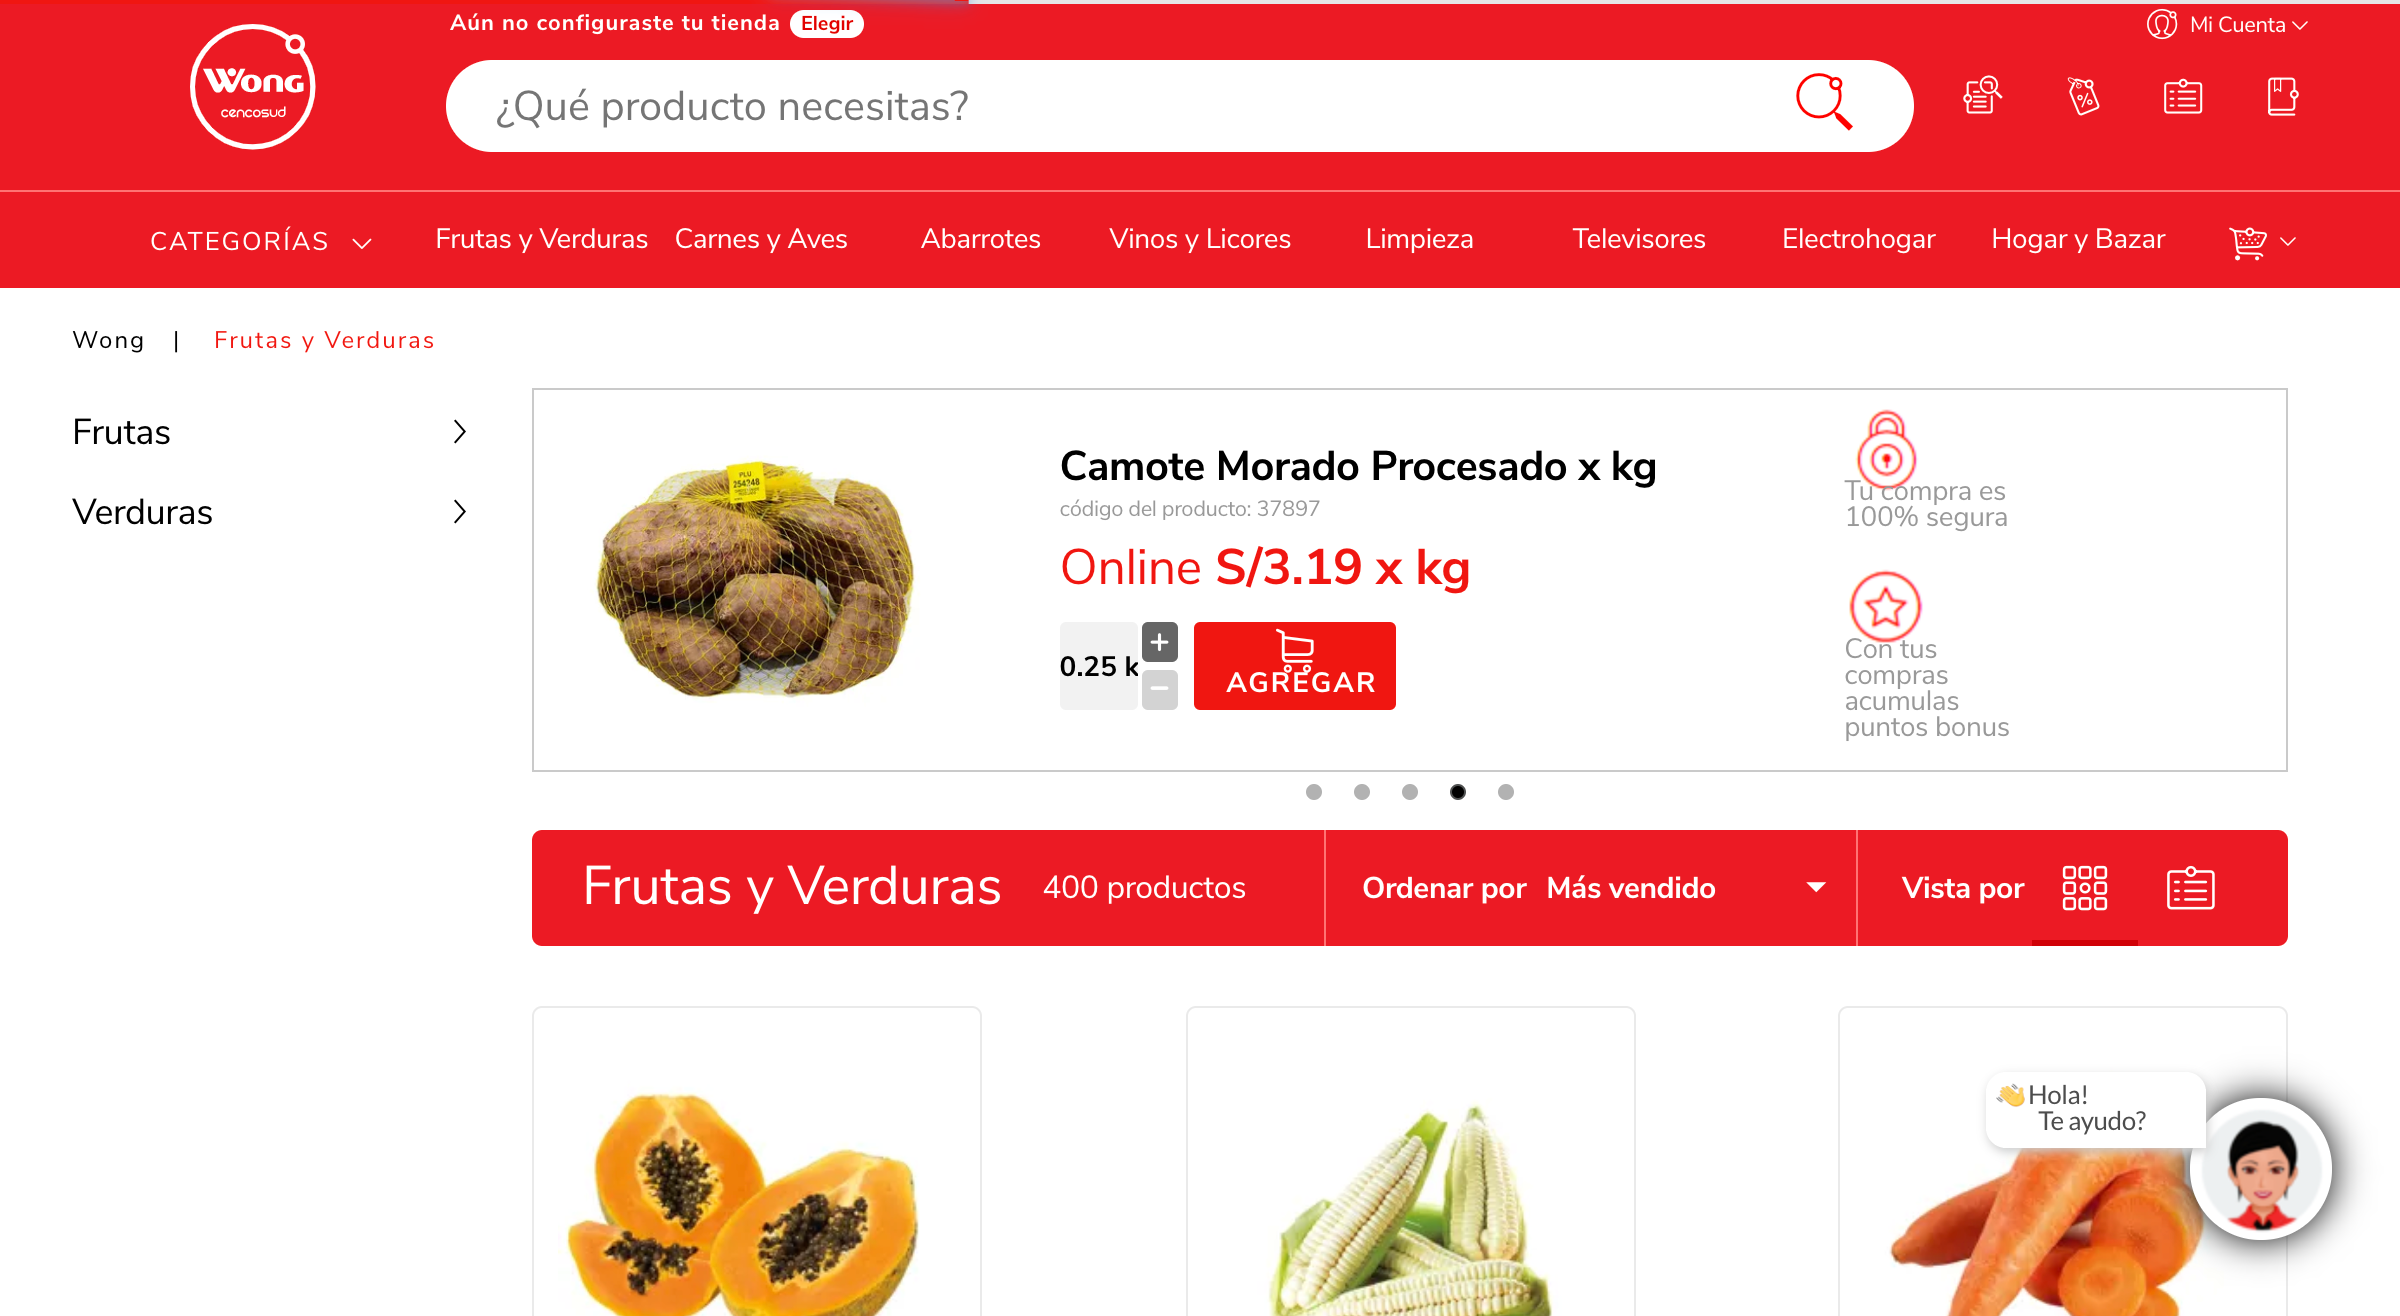 Aún no configuraste tu tienda Elegir
Mi Cuenta
Wong
cencosud
¿Qué producto necesitas?
CATEGORÍAS
Frutas y Verduras
Carnes y Aves
Abarrotes
Vinos y Licores
Limpieza
Televisores
Electrohogar
Hogar y Bazar
Wong | Frutas y Verduras
Frutas
Verduras
PLU
254248
Camote Morado Procesado x kg
código del producto: 37897
Online S/3.19 x kg
0.25 k
+
−
AGREGAR
Tu compra es
100% segura
Con tus
compras
acumulas
puntos bonus
Frutas y Verduras 400 productos
Ordenar por Más vendido
Vista por
👋Hola!
Te ayudo?